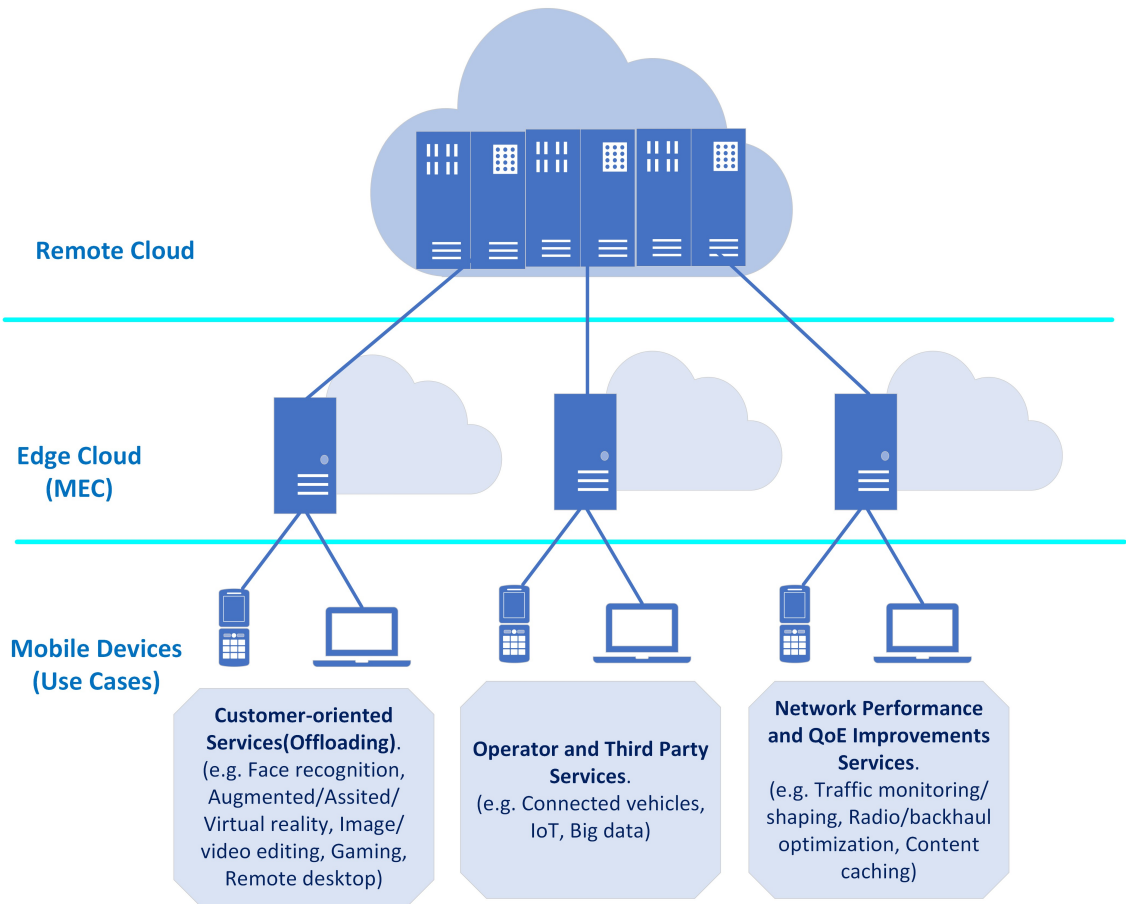 Remote Cloud
Edge Cloud
(MEC)
Mobile Devices
(Use Cases)
Customer-oriented
Services(Offloading).
(e.g. Face recognition,
Augmented/Assited/
Virtual reality, Image/
video editing, Gaming,
Remote desktop)
Operator and Third Party
Services.
(e.g. Connected vehicles,
IoT, Big data)
Network Performance
and QoE Improvements
Services.
(e.g. Traffic monitoring/
shaping, Radio/backhaul
optimization, Content
caching)